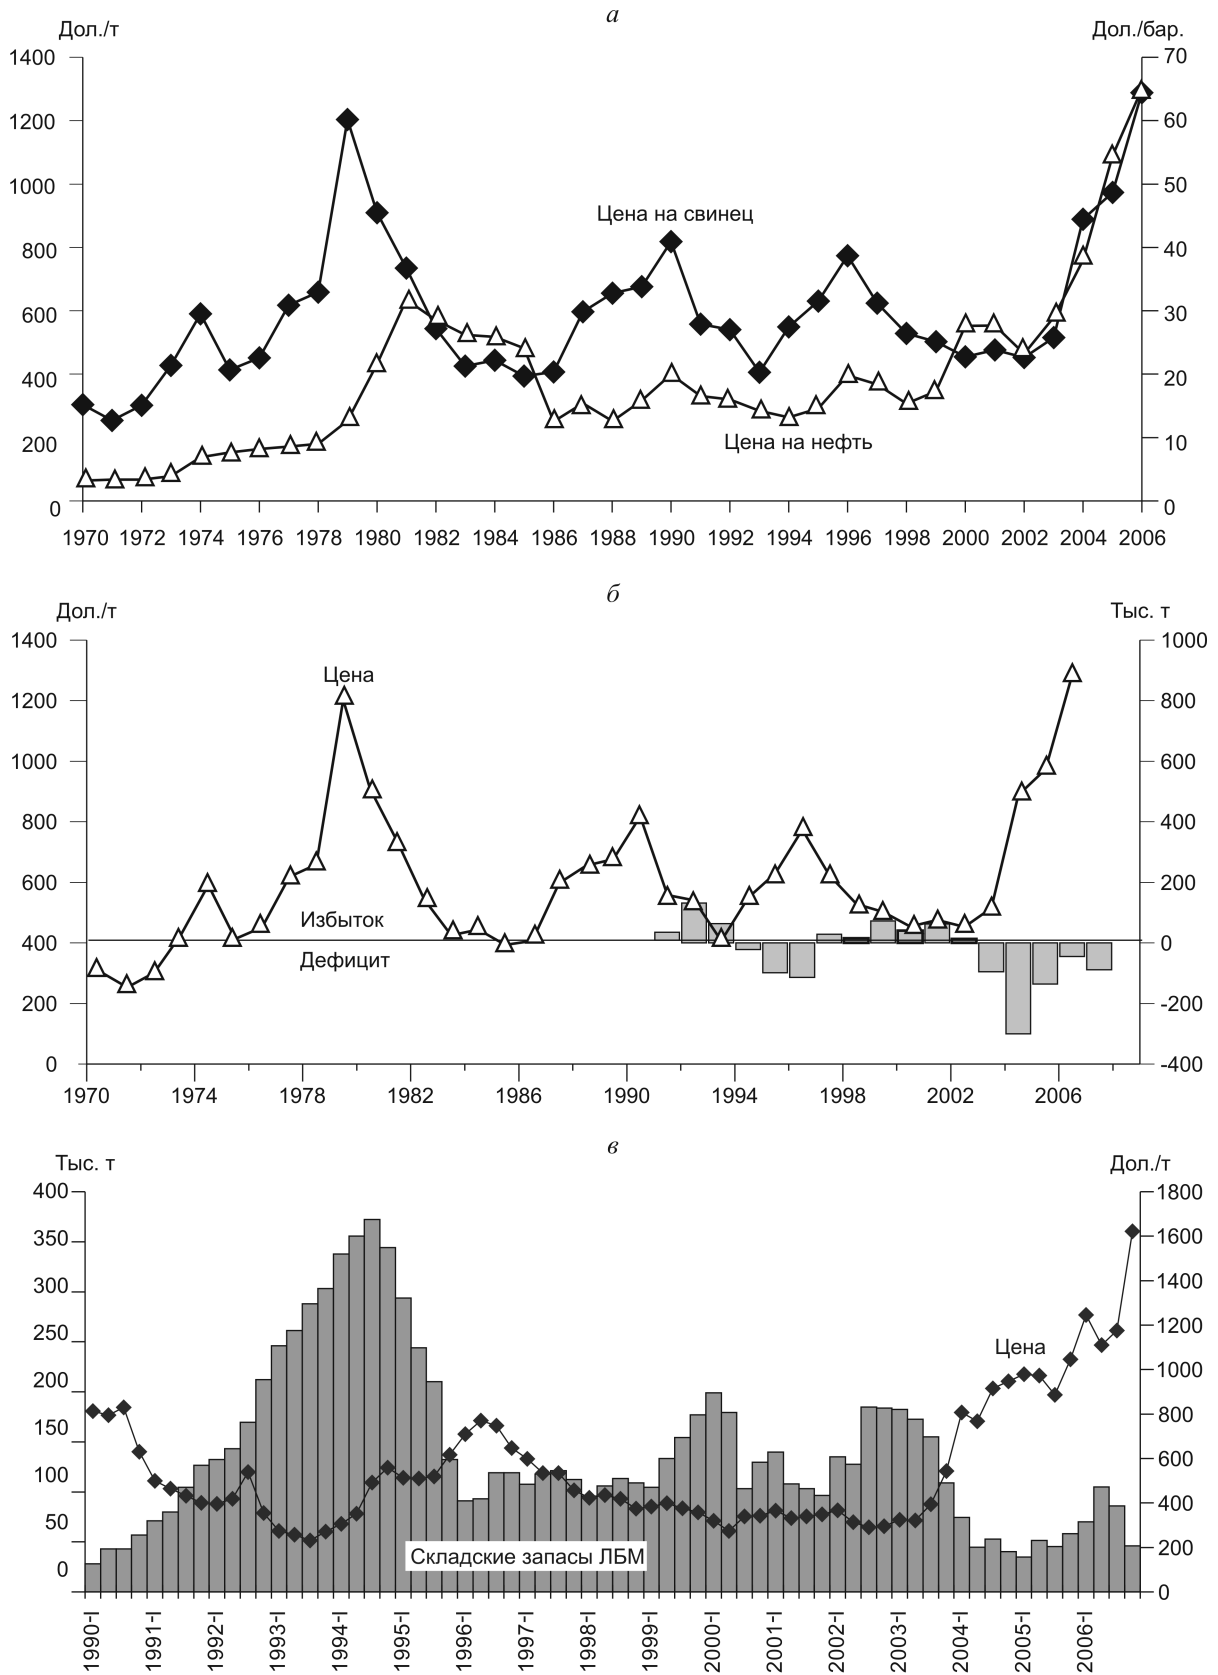 а
Дол./т Дол./бар.
1400 70
1200 60
1000 50
Цена на свинец
800 40
600 30
400 20
Цена на нефть
200 10
0 0
1970 1972 1974 1976 1978 1980 1982 1984 1986 1988 1990 1992 1994 1996 1998 2000 2002 2004 2006
б
Дол./т Тыс. т
1400 1000
Цена
1200 800
1000 600
800 400
600 200
Избыток
400 0
Дефицит
200 -200
0 -400
1970 1974 1978 1982 1986 1990 1994 1998 2002 2006
в
Тыс. т Дол./т
400 1800
350 1600
300 1400
250 1200
Цена
200 1000
150 800
100 600
50 400
Складские запасы ЛБМ
0 200
0
1990-I 1991-I 1992-I 1993-I 1994-I 1995-I 1996-I 1997-I 1998-I 1999-I 2000-I 2001-I 2002-I 2003-I 2004-I 2005-I 2006-I